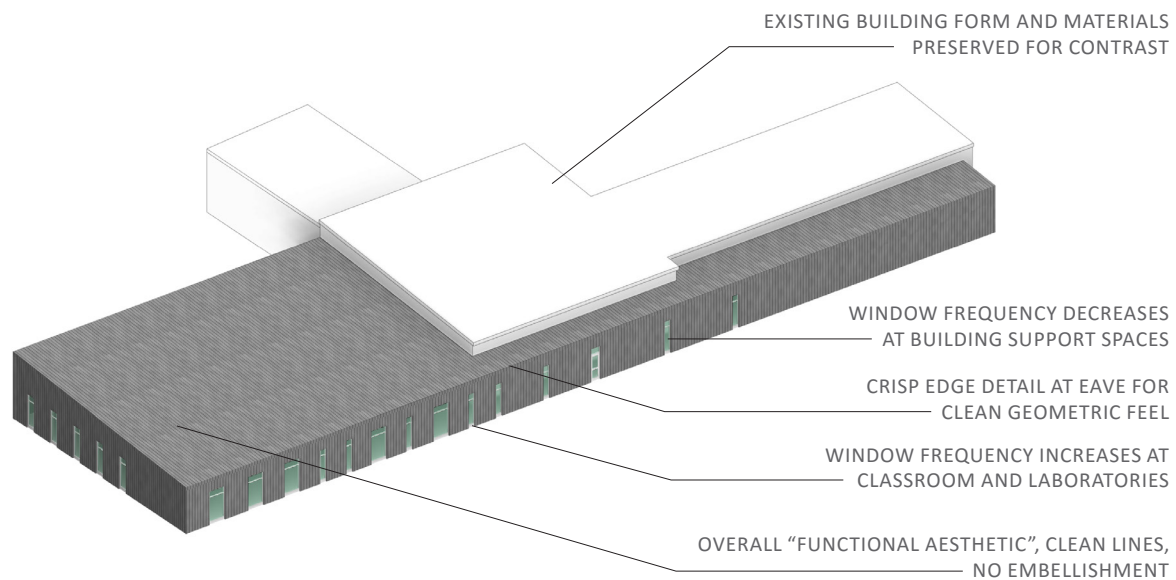 EXISTING BUILDING FORM AND MATERIALS
PRESERVED FOR CONTRAST
WINDOW FREQUENCY DECREASES
AT BUILDING SUPPORT SPACES
CRISP EDGE DETAIL AT EAVE FOR
CLEAN GEOMETRIC FEEL
WINDOW FREQUENCY INCREASES AT
CLASSROOM AND LABORATORIES
OVERALL “FUNCTIONAL AESTHETIC”, CLEAN LINES,
NO EMBELLISHMENT